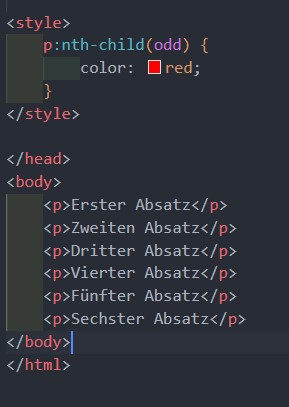 <style>
p:nth-child(odd) {
color: red;
}
</style>
</head>
<body>
<p>Erster Absatz</p>
<p>Zweiten Absatz</p>
<p>Dritter Absatz</p>
<p>Vierter Absatz</p>
<p>Fünfter Absatz</p>
<p>Sechster Absatz</p>
</body>
</html>